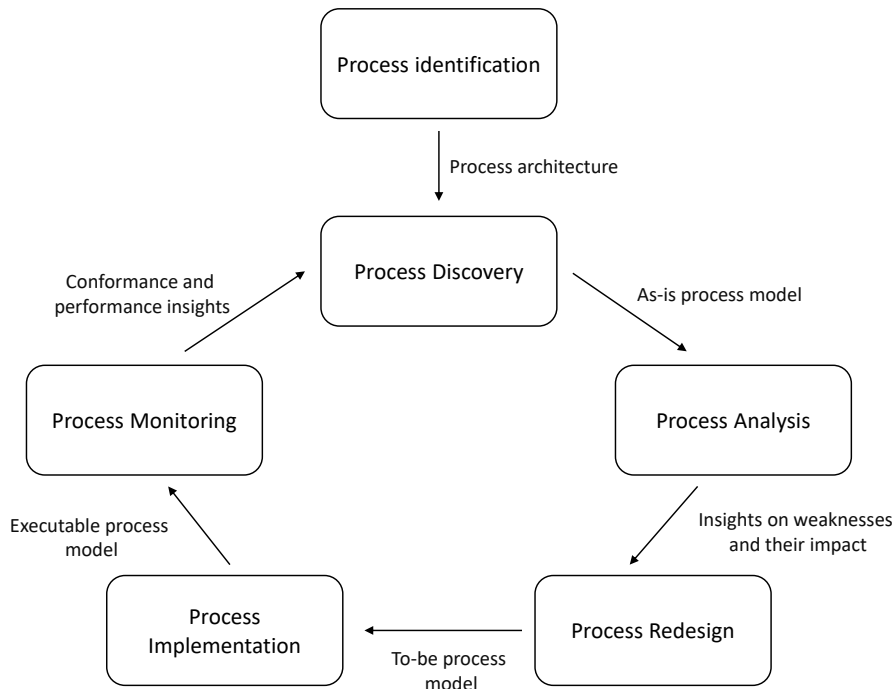 Process identification
Process architecture
Process Discovery
Conformance and
performance insights
As-is process model
Process Monitoring
Process Analysis
Executable process
model
Insights on weaknesses
and their impact
Process
Implementation
Process Redesign
To-be process
model